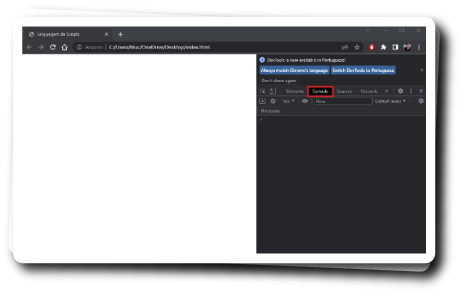 Linguagem de Scripts
Arquivo C:/Users/Muc/OneDrive/Desktop/index.html
DevTools is now available in Portuguese!
Always match Chrome's language Switch DevTools to Portuguese
Don't show again
Elements Console Sources Network »
top Filter Default levels
No Issues